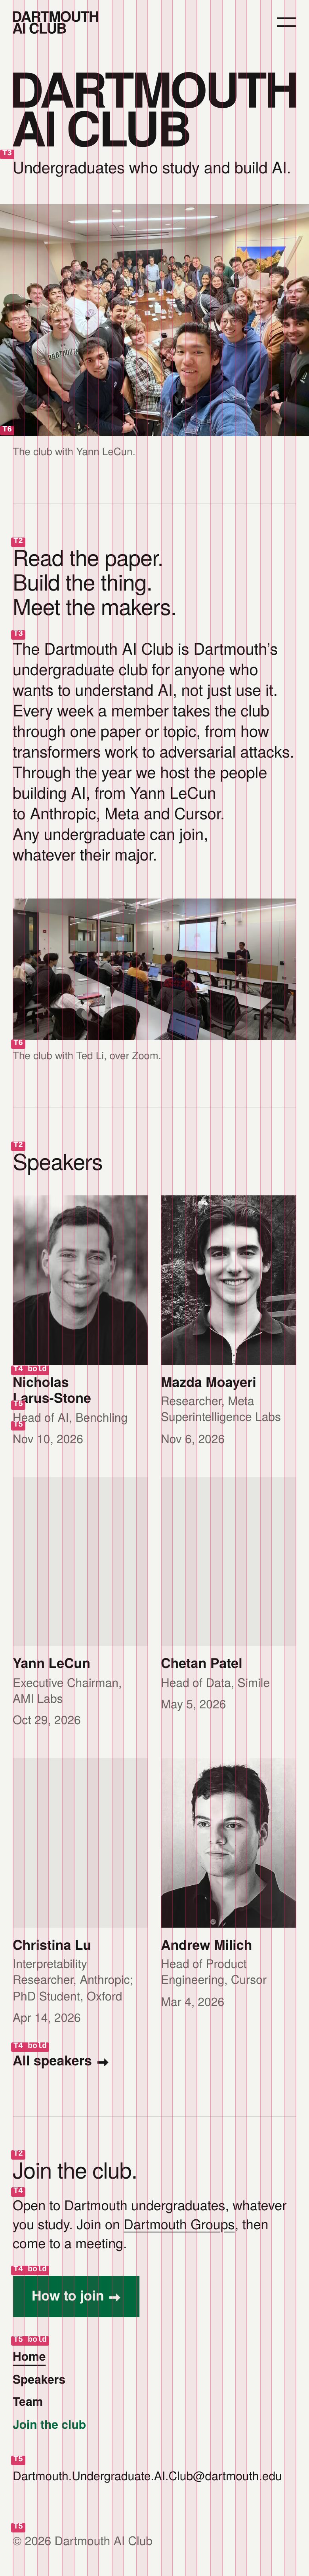 DARTMOUTH
AI CLUB
DARTMOUTH
AI CLUB
T3
Undergraduates who study and build AI.
T6
The club with Yann LeCun.
T2
Read the paper.
Build the thing.
Meet the makers.
T3
The Dartmouth AI Club is Dartmouth’s
undergraduate club for anyone who
wants to understand AI, not just use it.
Every week a member takes the club
through one paper or topic, from how
transformers work to adversarial attacks.
Through the year we host the people
building AI, from Yann LeCun
to Anthropic, Meta and Cursor.
Any undergraduate can join,
whatever their major.
T6
The club with Ted Li, over Zoom.
T2
Speakers
T4 bold
Nicholas
Larus-Stone
T5
Head of AI, Benchling
T5
Nov 10, 2026
Mazda Moayeri
Researcher, Meta
Superintelligence Labs
Nov 6, 2026
Yann LeCun
Executive Chairman,
AMI Labs
Oct 29, 2026
Chetan Patel
Head of Data, Simile
May 5, 2026
Christina Lu
Interpretability
Researcher, Anthropic;
PhD Student, Oxford
Apr 14, 2026
Andrew Milich
Head of Product
Engineering, Cursor
Mar 4, 2026
T4 bold
All speakers →
T2
Join the club.
T4
Open to Dartmouth undergraduates, whatever
you study. Join on Dartmouth Groups, then
come to a meeting.
T4 bold
How to join →
T5 bold
Home
Speakers
Team
Join the club
T5
Dartmouth.Undergraduate.AI.Club@dartmouth.edu
T5
© 2026 Dartmouth AI Club